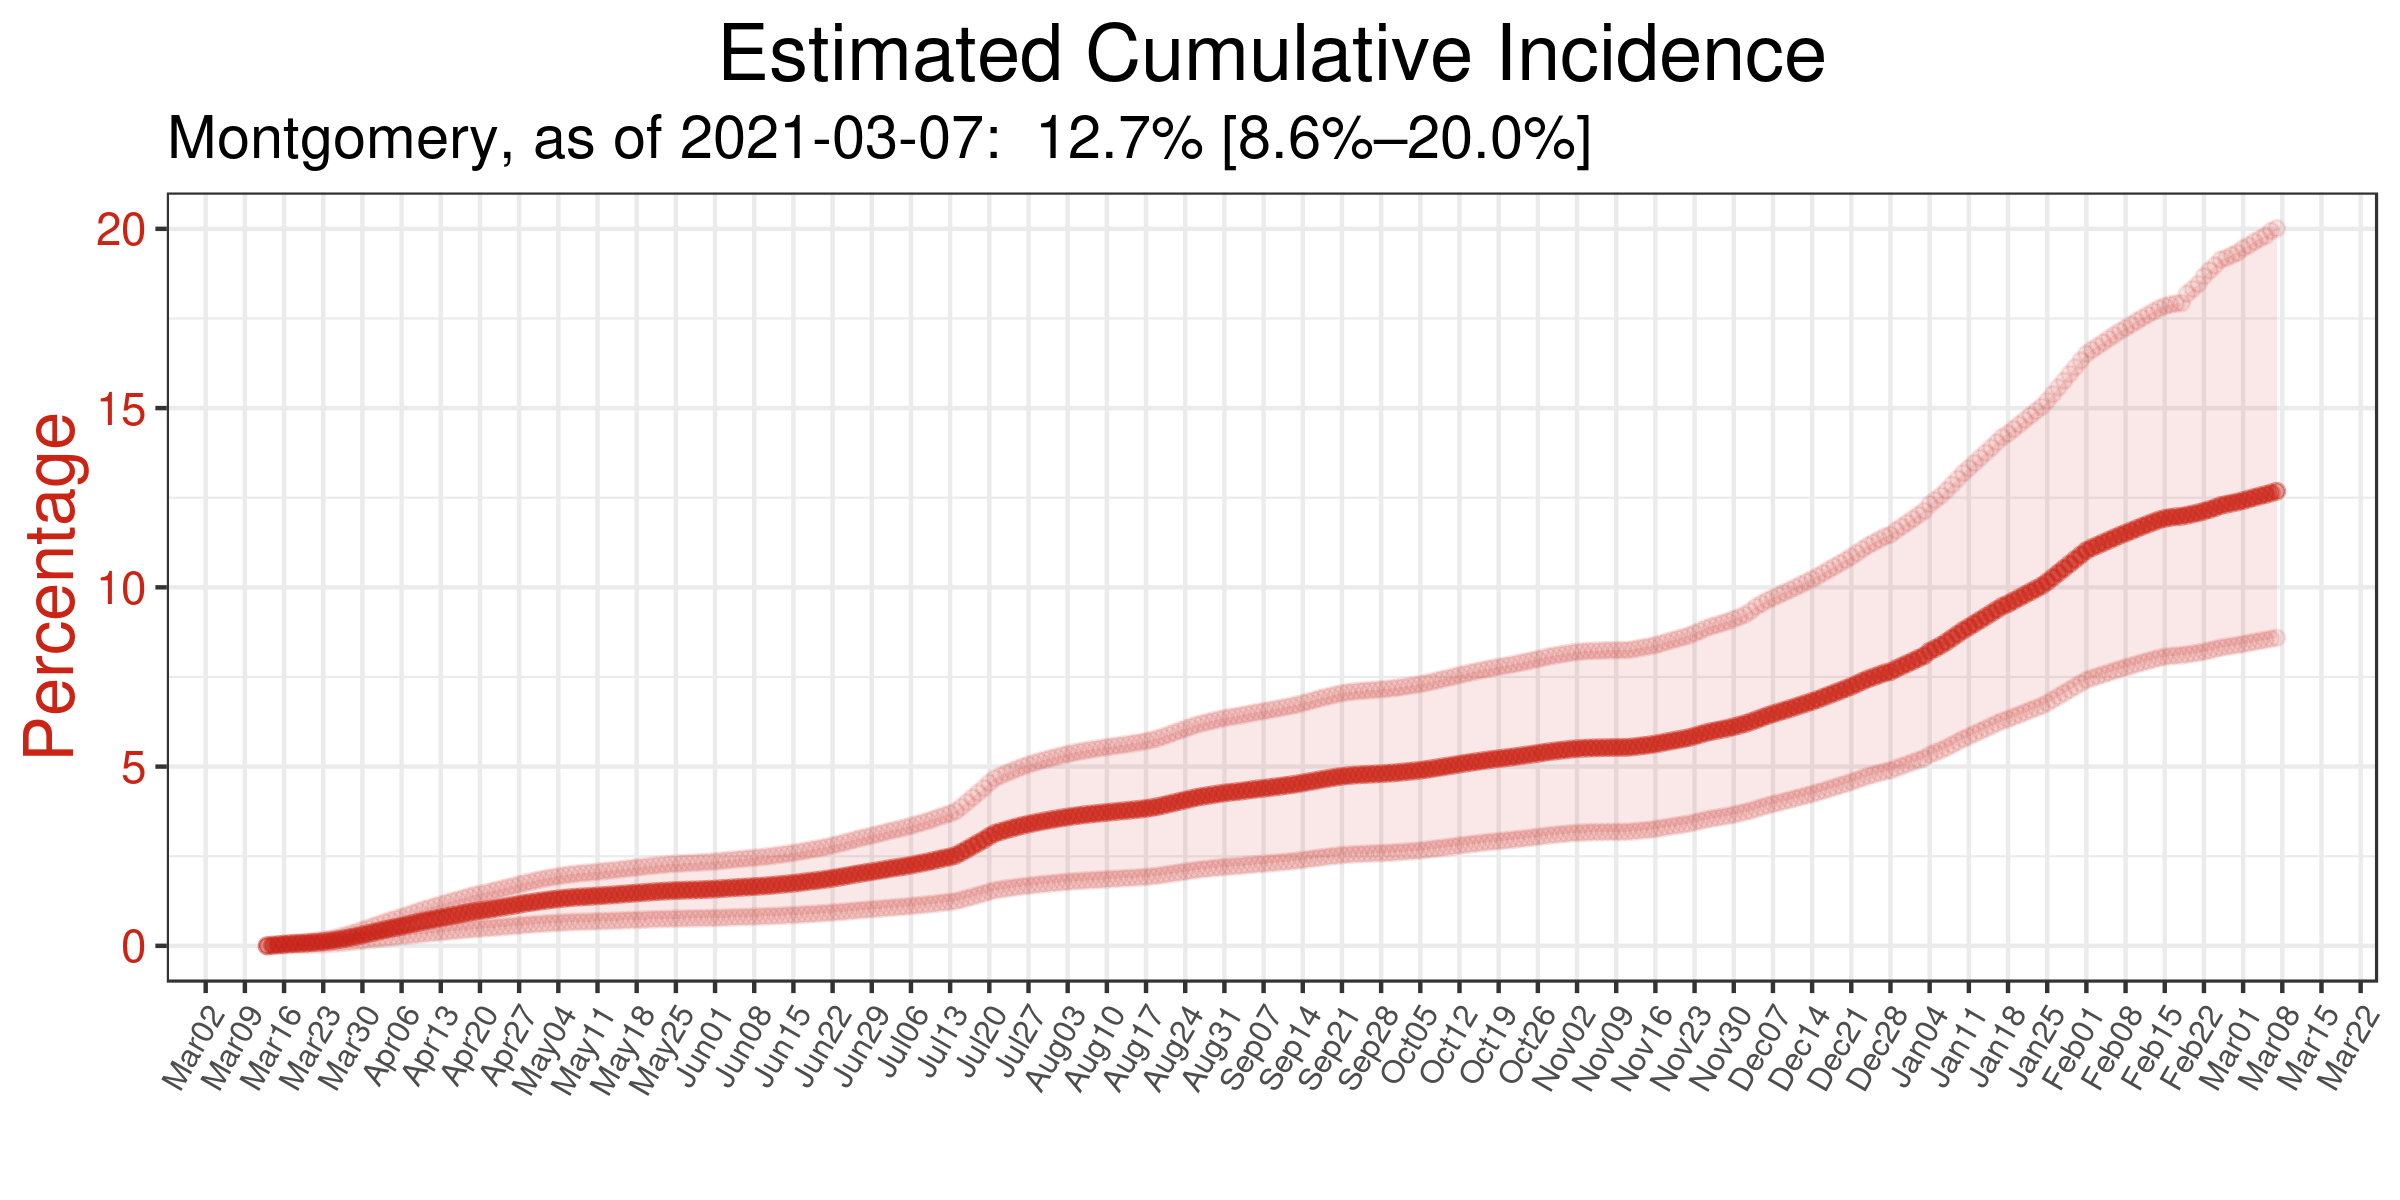 Estimated Cumulative Incidence
Montgomery, as of 2021-03-07:  12.7% [8.6%–20.0%]
Percentage
20
15
10
5
0
Mar02
Mar09
Mar16
Mar23
Mar30
Apr06
Apr13
Apr20
Apr27
May04
May11
May18
May25
Jun01
Jun08
Jun15
Jun22
Jun29
Jul06
Jul13
Jul20
Jul27
Aug03
Aug10
Aug17
Aug24
Aug31
Sep07
Sep14
Sep21
Sep28
Oct05
Oct12
Oct19
Oct26
Nov02
Nov09
Nov16
Nov23
Nov30
Dec07
Dec14
Dec21
Dec28
Jan04
Jan11
Jan18
Jan25
Feb01
Feb08
Feb15
Feb22
Mar01
Mar08
Mar15
Mar22